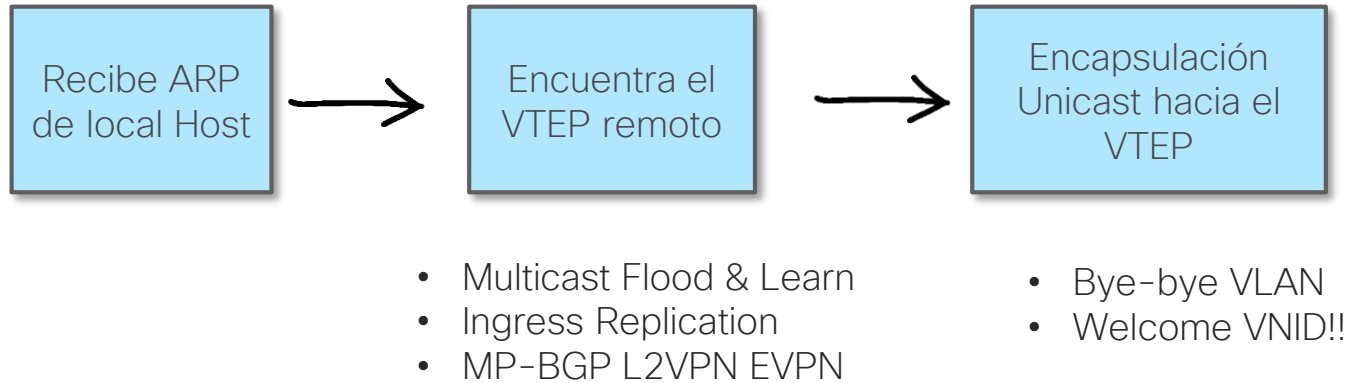 Recibe ARP
de local Host
Encuentra el
VTEP remoto
Encapsulación
Unicast hacia el
VTEP
• Multicast Flood & Learn
• Ingress Replication
• MP-BGP L2VPN EVPN
• Bye-bye VLAN
• Welcome VNID!!